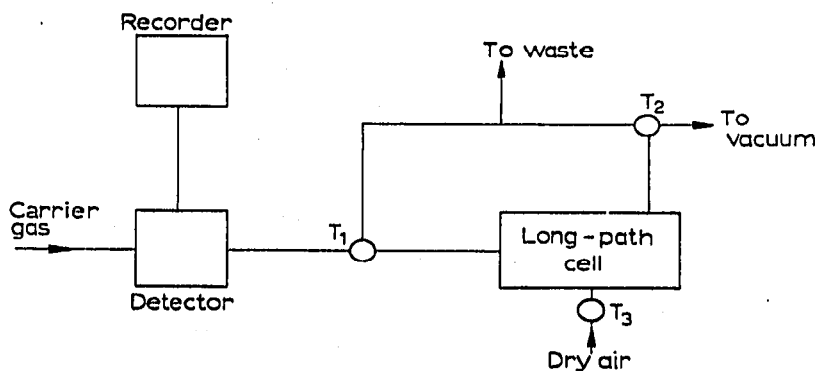 Recorder
To waste
T2
To
vacuum
Carrier
gas
T1
Long-path
cell
Detector
T3
Dry air